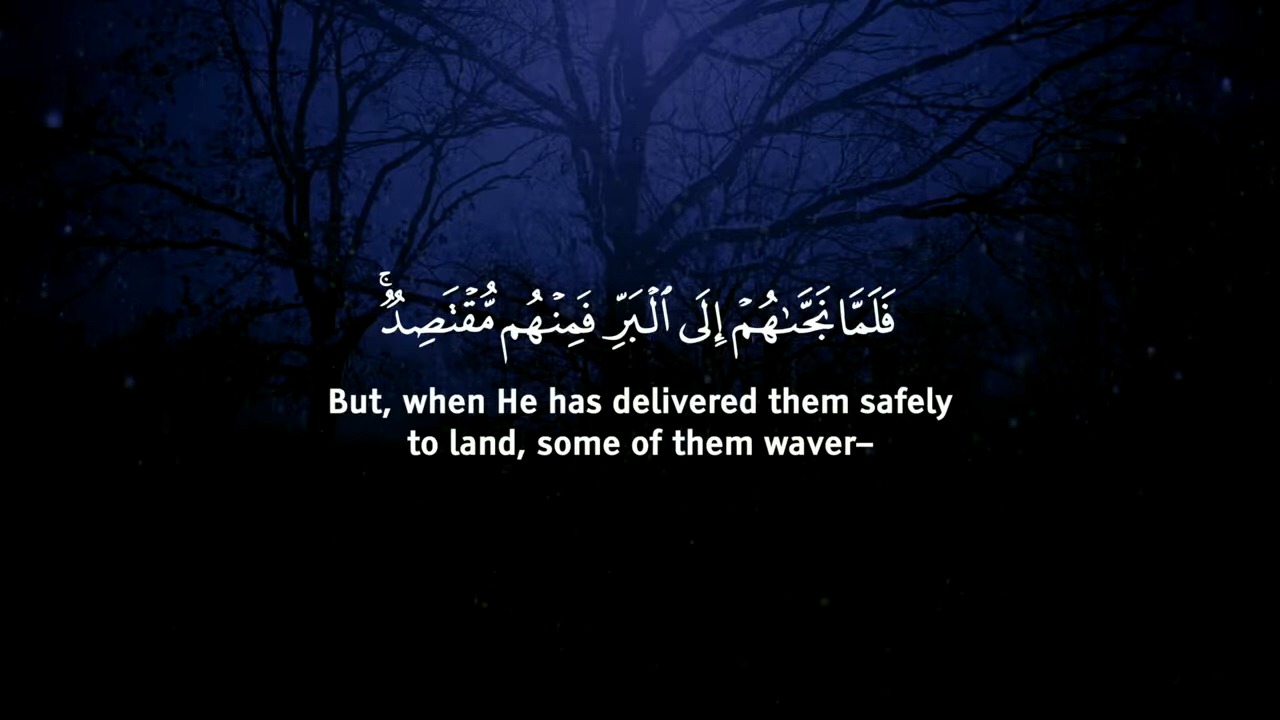 فَلَمَّا نَجَّىٰهُمْ إِلَى ٱلْبَرِّ فَمِنْهُم مُّقْتَصِدٌۭ ۚ
But, when He has delivered them safely
to land, some of them waver–